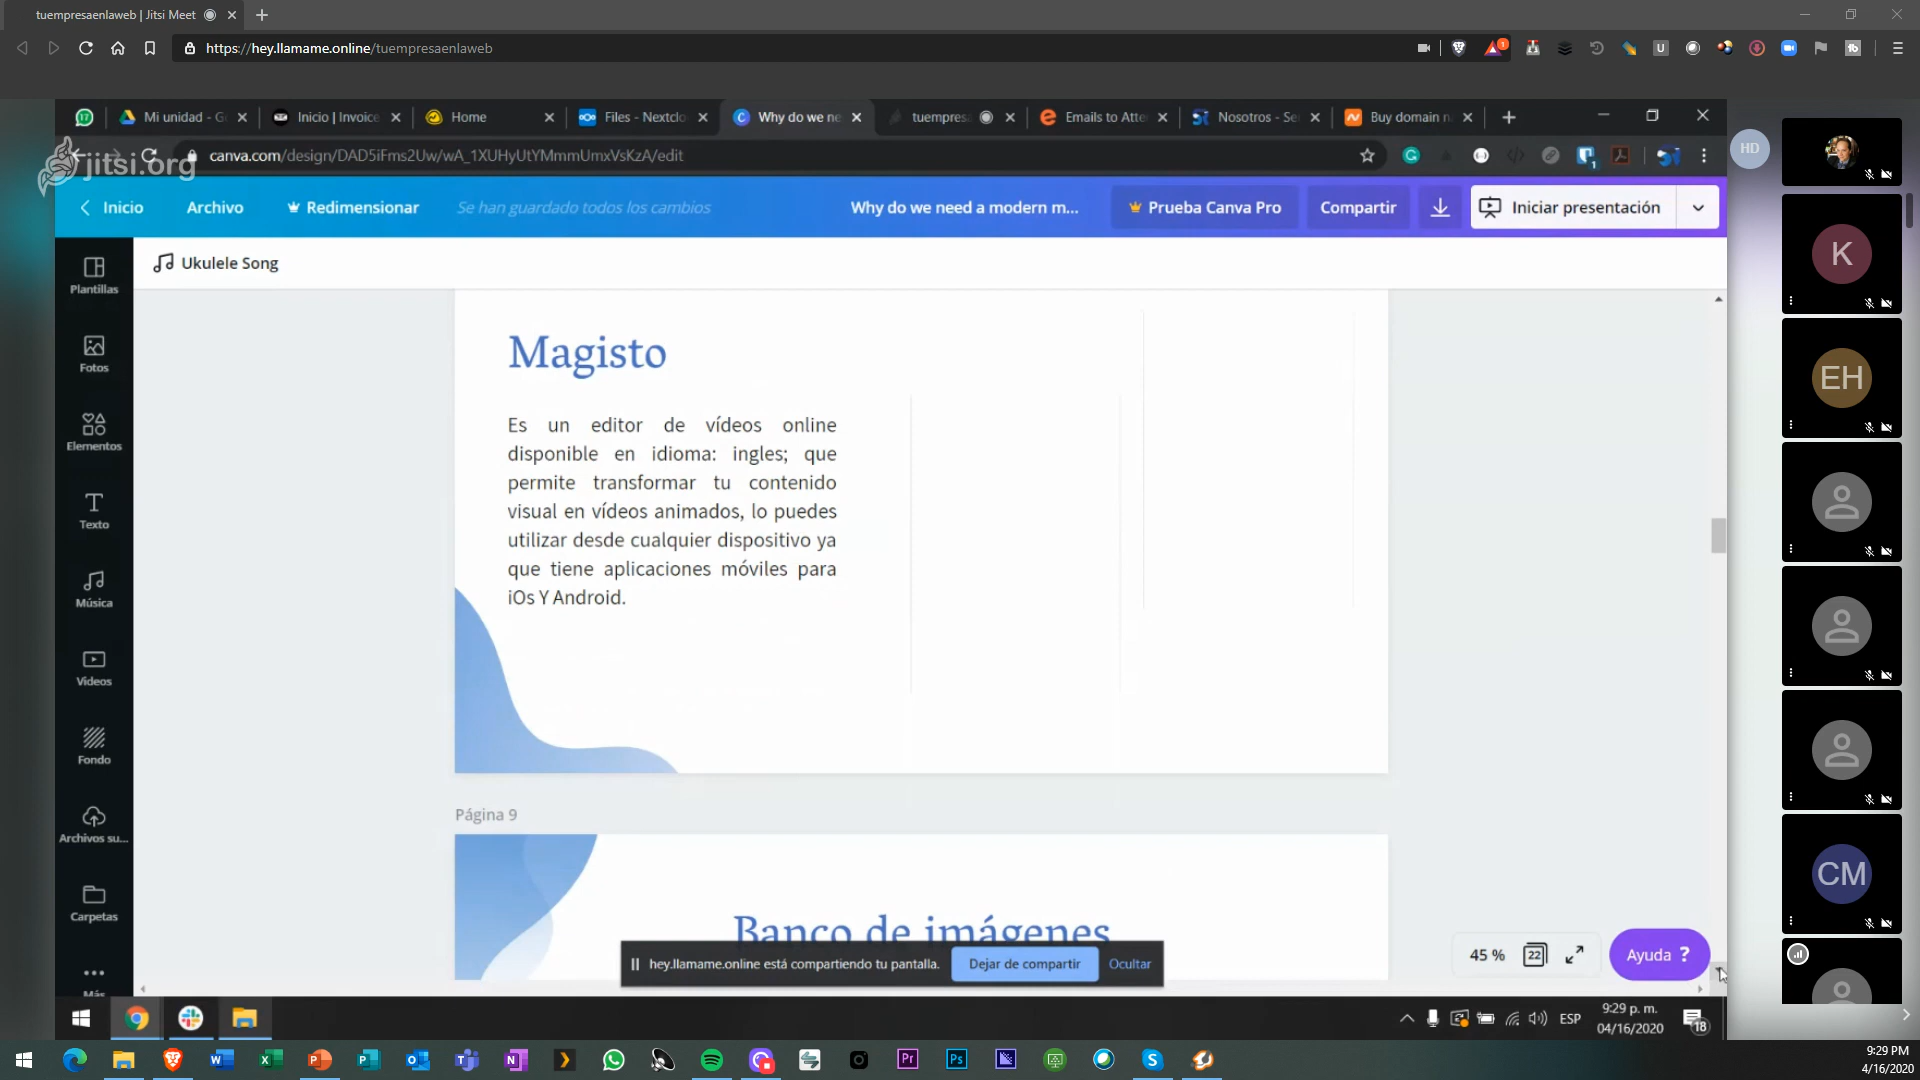 tuempresaenlaweb | Jitsi Meet
https://hey.llamame.online/tuempresaenlaweb
1
U
17
Mi unidad - G
Inicio | Invoice
Home
Files - Nextclo
Why do we ne
tuempres
Emails to Atte
Nosotros - Se
Buy domain n
jitsi.org
canva.com/design/DAD5iFms2Uw/wA_1XUHyUtYMmmUmxVsKzA/edit
HD
Inicio
Archivo
Redimensionar
Se han guardado todos los cambios
Why do we need a modern m...
Prueba Canva Pro
Compartir
Iniciar presentación
Ukulele Song
Plantillas
Fotos
Elementos
Texto
Música
Videos
Fondo
Archivos su...
Carpetas
Más
Magisto
Es un editor de vídeos online
disponible en idioma: ingles; que
permite transformar tu contenido
visual en vídeos animados, lo puedes
utilizar desde cualquier dispositivo ya
que tiene aplicaciones móviles para
iOs Y Android.
Página 9
Banco de imágenes
hey.llamame.online está compartiendo tu pantalla.
Dejar de compartir
Ocultar
45 %
22
Ayuda ?
K
EH
CM
ESP
9:29 p. m.
04/16/2020
18
Pr
Ps
9:29 PM
4/16/2020